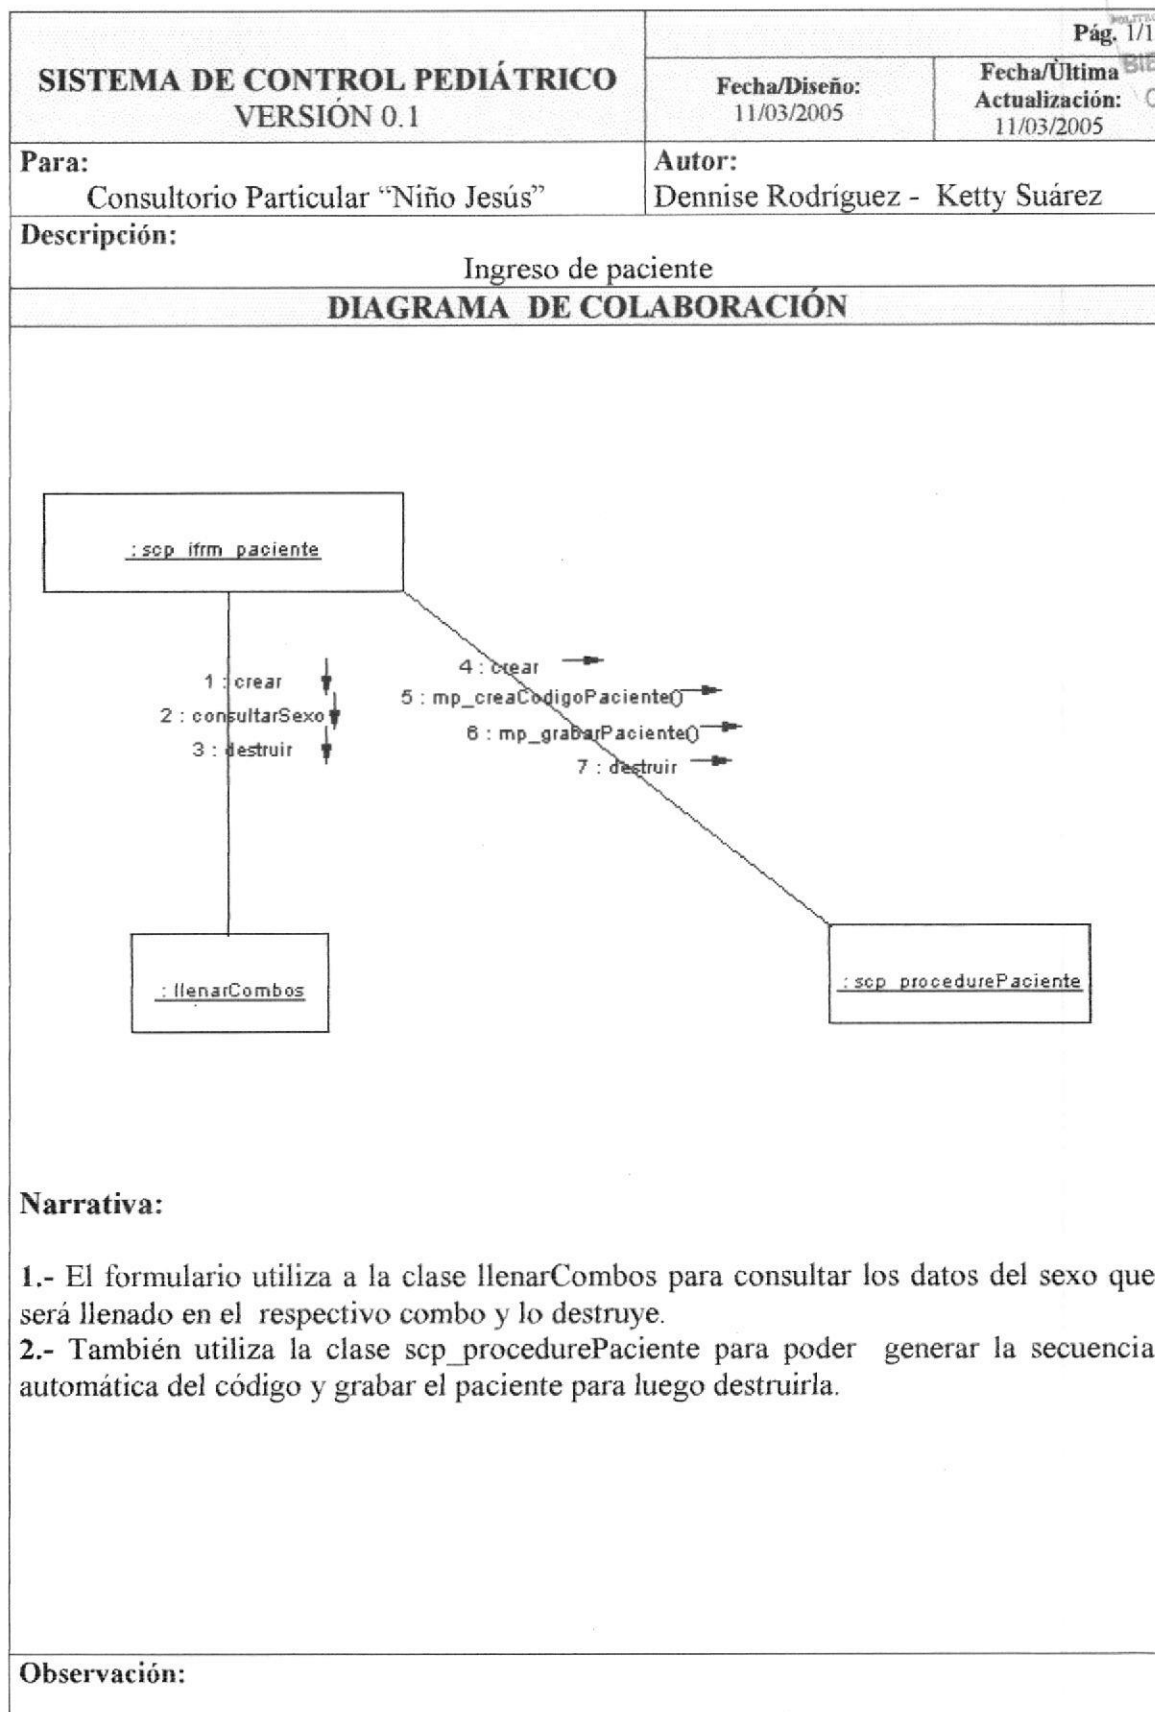 Pág. 1/1
SISTEMA DE CONTROL PEDIÁTRICO
VERSIÓN 0.1
Fecha/Diseño:
11/03/2005
Fecha/Última
Actualización:
11/03/2005
Para:
Consultorio Particular “Niño Jesús”
Autor:
Dennise Rodríguez - Ketty Suárez
Descripción:
Ingreso de paciente
DIAGRAMA DE COLABORACIÓN
: scp_ifrm_paciente
1 : crear
2 : consultarSexo
3 : destruir
4 : crear
5 : mp_creaCodigoPaciente()
6 : mp_grabarPaciente()
7 : destruir
: llenarCombos
: scp_procedurePaciente
Narrativa:
1.- El formulario utiliza a la clase llenarCombos para consultar los datos del sexo que
será llenado en el respectivo combo y lo destruye.
2.- También utiliza la clase scp_procedurePaciente para poder generar la secuencia
automática del código y grabar el paciente para luego destruirla.
Observación: